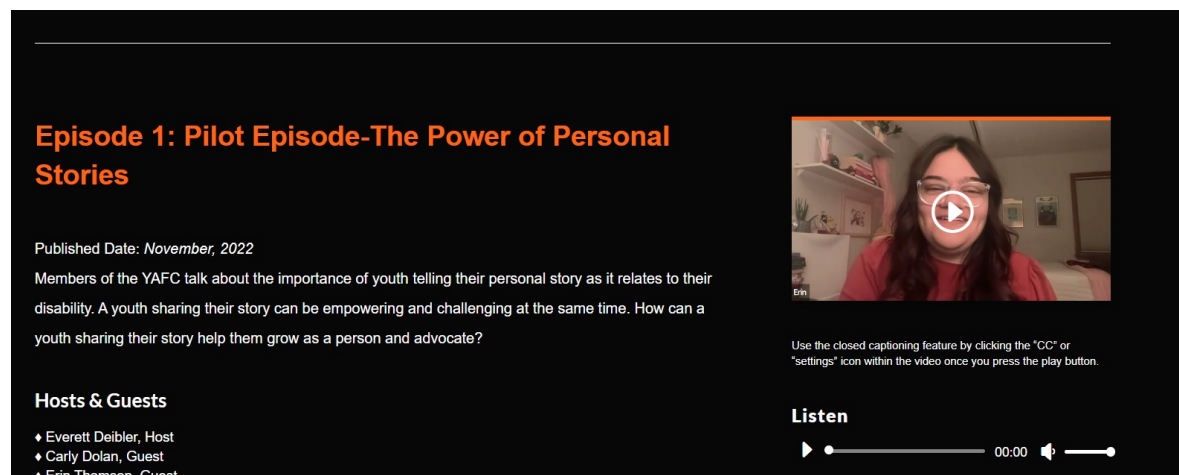 Episode 1: Pilot Episode-The Power of Personal
Stories
Published Date: November, 2022
Members of the YAFC talk about the importance of youth telling their personal story as it relates to their
disability. A youth sharing their story can be empowering and challenging at the same time. How can a
youth sharing their story help them grow as a person and advocate?
Hosts & Guests
♦ Everett Deibler, Host
♦ Carly Dolan, Guest
♦ Erin Thomson, Guest
Erin
Use the closed captioning feature by clicking the "CC" or
"settings" icon within the video once you press the play button.
Listen
00:00